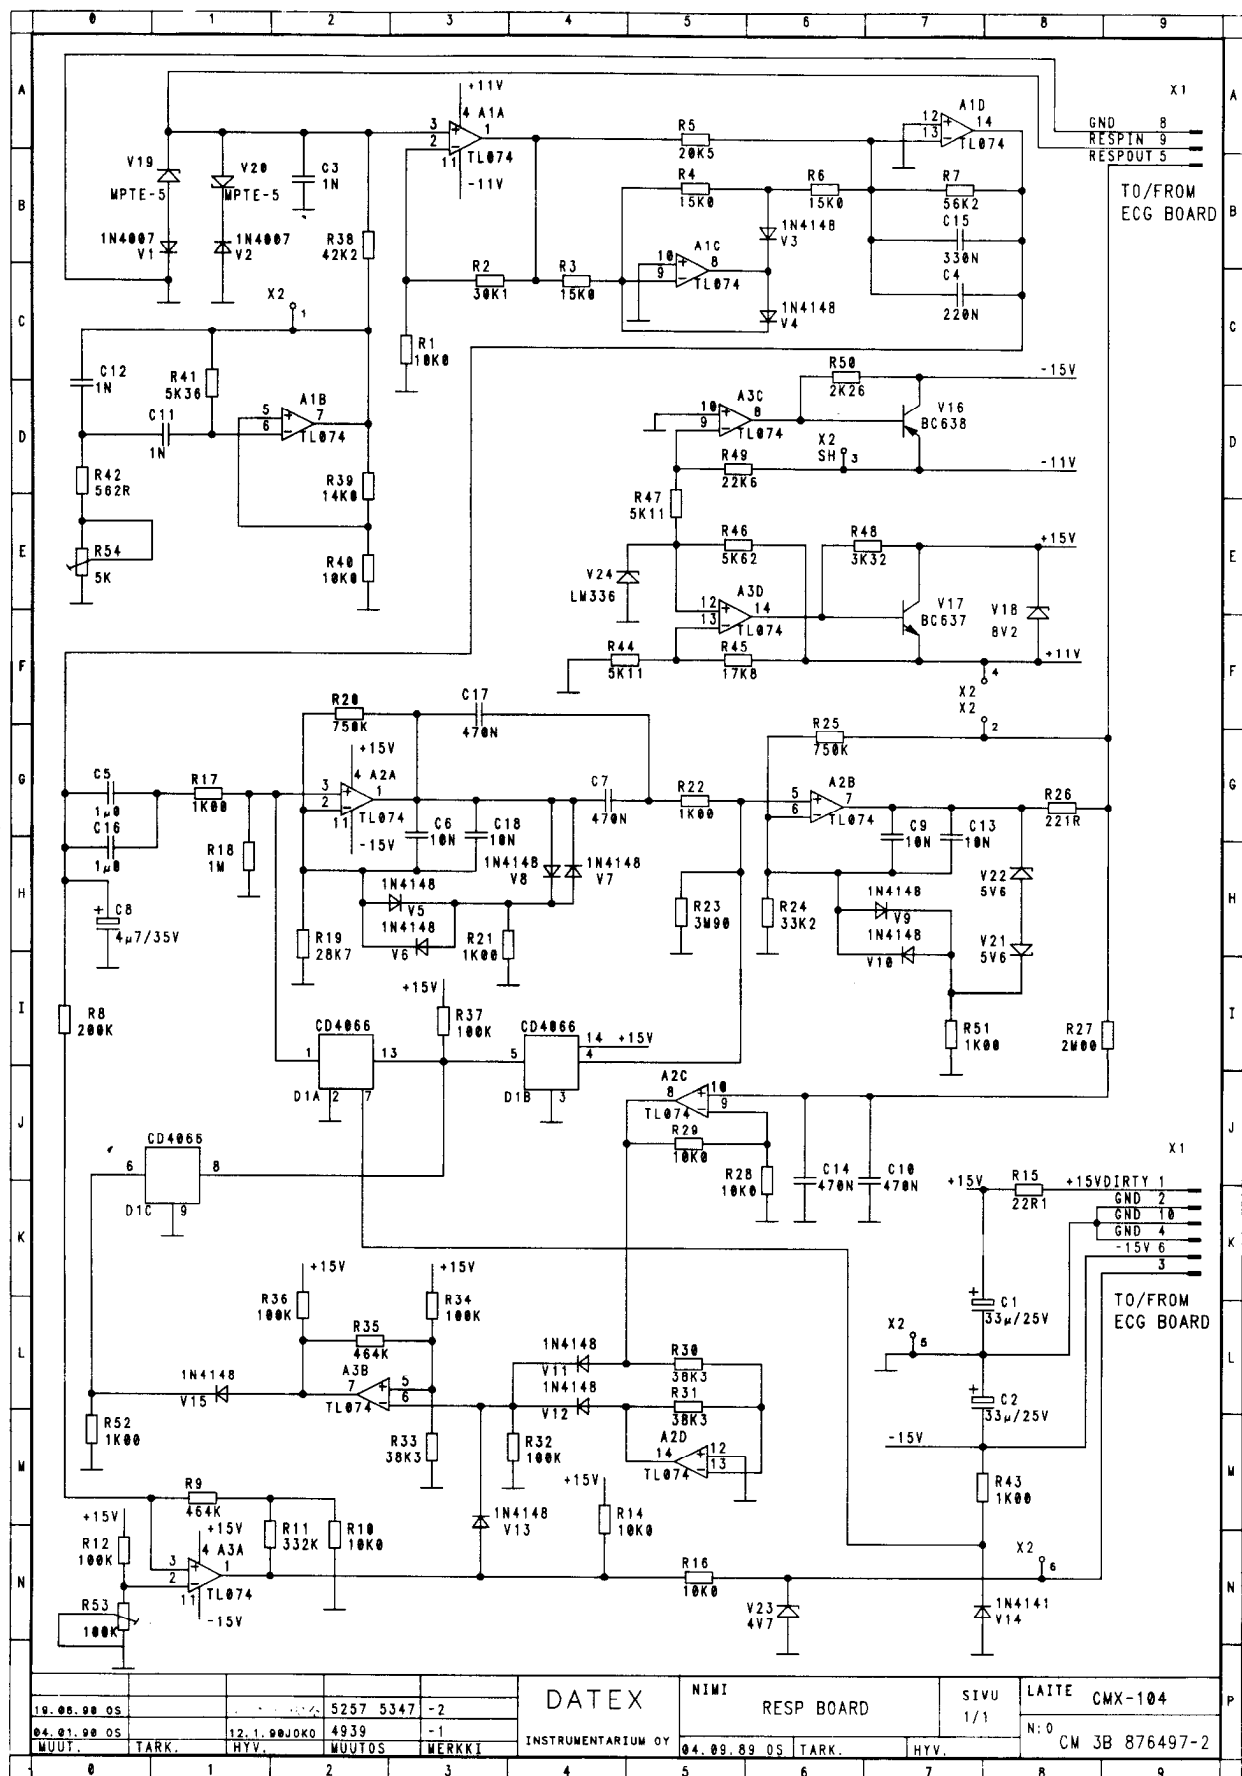 0 1 2 3 4 5 6 7 8 9
A A
+11V
4 A1A
3
2
1
11
TL074
-11V
V19
MPTE-5
V20
MPTE-5
C3
1N
1N4007
V1
1N4007
V2
R38
42K2
R5
20K5
R4
15K0
R6
15K0
A1D
12
13
14
TL074
R7
56K2
C15
330N
C4
220N
X1
GND 8
RESPIN 9
RESPOUT 5
TO/FROM
ECG BOARD
B B
1N4148
V3
A1C
10
9
8
TL074
1N4148
V4
R2
30K1
R3
15K0
R1
10K0
C C
X2
1
C12
1N
R41
5K36
C11
1N
A1B
5
6
7
TL074
R42
562R
R39
14K0
R54
5K
R40
10K0
D D
R50
2K26
-15V
A3C
10
9
8
TL074
V16
BC638
X2
SH 3
R49
22K6
-11V
R47
5K11
E E
R46
5K62
R48
3K32
+15V
V24
LM336
A3D
12
13
14
TL074
V17
BC637
V18
8V2
R44
5K11
R45
17K8
+11V
F F
X2
4
X2
2
R20
750K
C17
470N
R25
750K
G G
C5
1µ0
C16
1µ0
R17
1K00
R18
1M
+15V
4 A2A
3
2
1
11
TL074
-15V
C6
10N
C18
10N
C7
470N
R22
1K00
A2B
5
6
7
TL074
C9
10N
C13
10N
R26
221R
H H
C8
4µ7/35V
R19
28K7
1N4148
V5
1N4148
V6
1N4148
V8
1N4148
V7
R21
1K00
R23
3M90
R24
33K2
1N4148
V9
1N4148
V10
V22
5V6
V21
5V6
I I
R8
200K
+15V
R37
100K
CD4066
1
13
D1A 2 7
CD4066
5
14 +15V
4
D1B 3
R51
1K00
R27
2M00
J J
CD4066
6
8
D1C 9
A2C
10
9
8
TL074
R29
10K0
R28
10K0
C14
470N
C10
470N
X1
+15V
R15
22R1
+15VDIRTY 1
GND 2
GND 10
GND 4
-15V 6
3
TO/FROM
ECG BOARD
K K
+15V
R36
100K
+15V
R34
100K
R35
464K
C1
33µ/25V
X2
5
C2
33µ/25V
L L
1N4148
V15
A3B
5
6
7
TL074
1N4148
V11
1N4148
V12
R30
38K3
R31
38K3
R52
1K00
R33
38K3
R32
100K
A2D
14
12
13
TL074
-15V
R43
1K00
M M
R9
464K
+15V
R12
100K
+15V
4 A3A
3
2
1
11
TL074
-15V
R11
332K
R10
10K0
1N4148
V13
+15V
R14
10K0
R16
10K0
X2
6
N N
R53
100K
V23
4V7
1N4141
V14
P
19.06.90 OS
5257 5347 -2
04.01.90 OS 12.1.90JOKO 4939 -1
MUUT. TARK. HYV. MUUTOS MERKKI
DATEX
INSTRUMENTARIUM OY
NIMI
RESP BOARD
04.09.89 OS TARK. HYV.
SIVU
1/1
LAITE CMX-104
N:O
CM 3B 876497-2
0 1 2 3 4 5 6 7 8 9